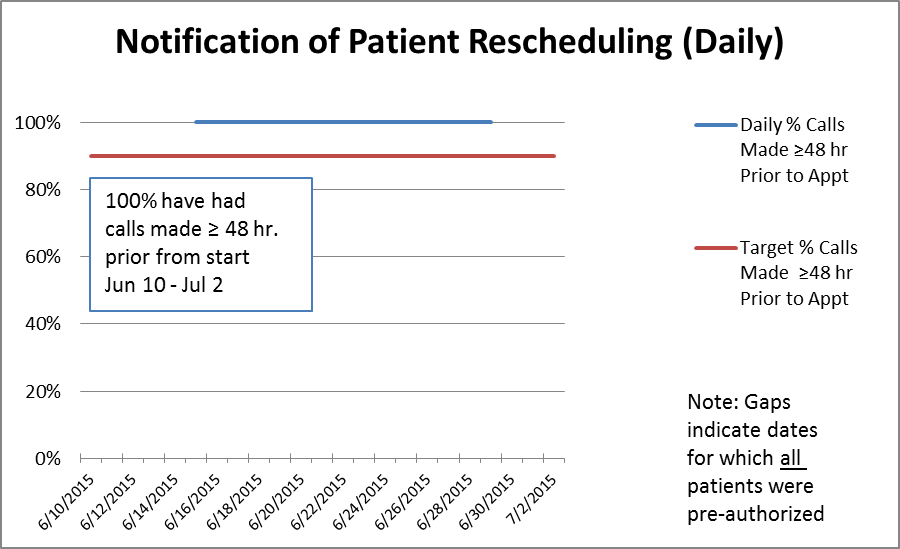 Notification of Patient Rescheduling (Daily)
100%
80%
60%
40%
20%
0%
100% have had
calls made ≥ 48 hr.
prior from start
Jun 10 - Jul 2
6/10/2015
6/12/2015
6/14/2015
6/16/2015
6/18/2015
6/20/2015
6/22/2015
6/24/2015
6/26/2015
6/28/2015
6/30/2015
7/2/2015
Daily % Calls
Made ≥48 hr
Prior to Appt
Target % Calls
Made ≥48 hr
Prior to Appt
Note: Gaps
indicate dates
for which all
patients were
pre-authorized